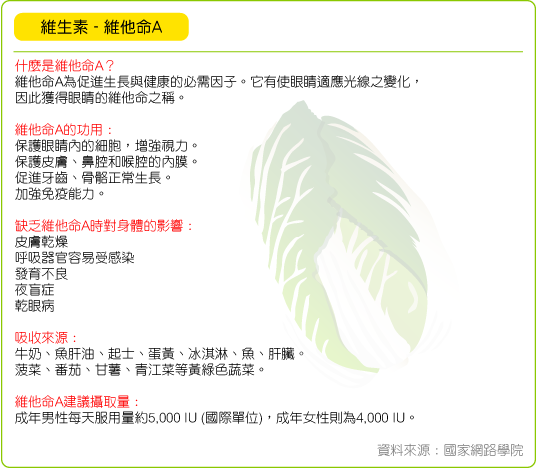 維生素 - 維他命A
什麼是維他命A？
維他命A為促進生長與健康的必需因子。它有使眼睛適應光線之變化，
因此獲得眼睛的維他命之稱。
維他命A的功用：
保護眼睛內的細胞，增強視力。
保護皮膚、鼻腔和喉腔的內膜。
促進牙齒、骨骼正常生長。
加強免疫能力。
缺乏維他命A時對身體的影響：
皮膚乾燥
呼吸器官容易受感染
發育不良
夜盲症
乾眼病
吸收來源：
牛奶、魚肝油、起士、蛋黃、冰淇淋、魚、肝臟。
菠菜、番茄、甘薯、青江菜等黃綠色蔬菜。
維他命A建議攝取量：
成年男性每天服用量約5,000 IU (國際單位)，成年女性則為4,000 IU。
資料來源：國家網路學院